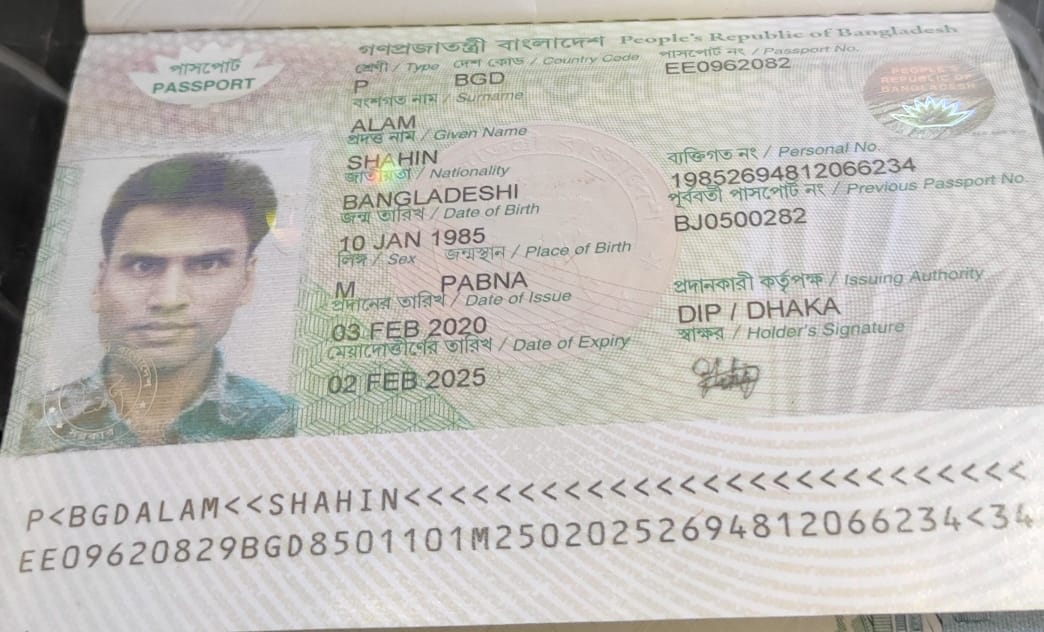 গণপ্রজাতন্ত্রী বাংলাদেশ People's Republic of Bangladesh
পাসপোর্ট
PASSPORT
শ্রেণী / Type দেশ কোড / Country Code পাসপোর্ট নং / Passport No.
P BGD EE0962082
PEOPLE'S
REPUBLIC OF
BANGLADESH
বংশগত নাম / Surname
ALAM
প্রদত্ত নাম / Given Name
SHAHIN
জাতীয়তা / Nationality
BANGLADESHI
জন্ম তারিখ / Date of Birth
10 JAN 1985
লিঙ্গ / Sex জন্মস্থান / Place of Birth
M PABNA
প্রদানের তারিখ / Date of Issue
03 FEB 2020
মেয়াদোত্তীর্ণের তারিখ / Date of Expiry
02 FEB 2025
ব্যক্তিগত নং / Personal No.
19852694812066234
পূর্ববর্তী পাসপোর্ট নং / Previous Passport No.
BJ0500282
প্রদানকারী কর্তৃপক্ষ / Issuing Authority
DIP / DHAKA
স্বাক্ষর / Holder's Signature
P<BGDALAM<<SHAHIN<<<<<<<<<<<<<<<<<<<<<<<<<<<
EE09620829BGD8501101M25020252694812066234<34